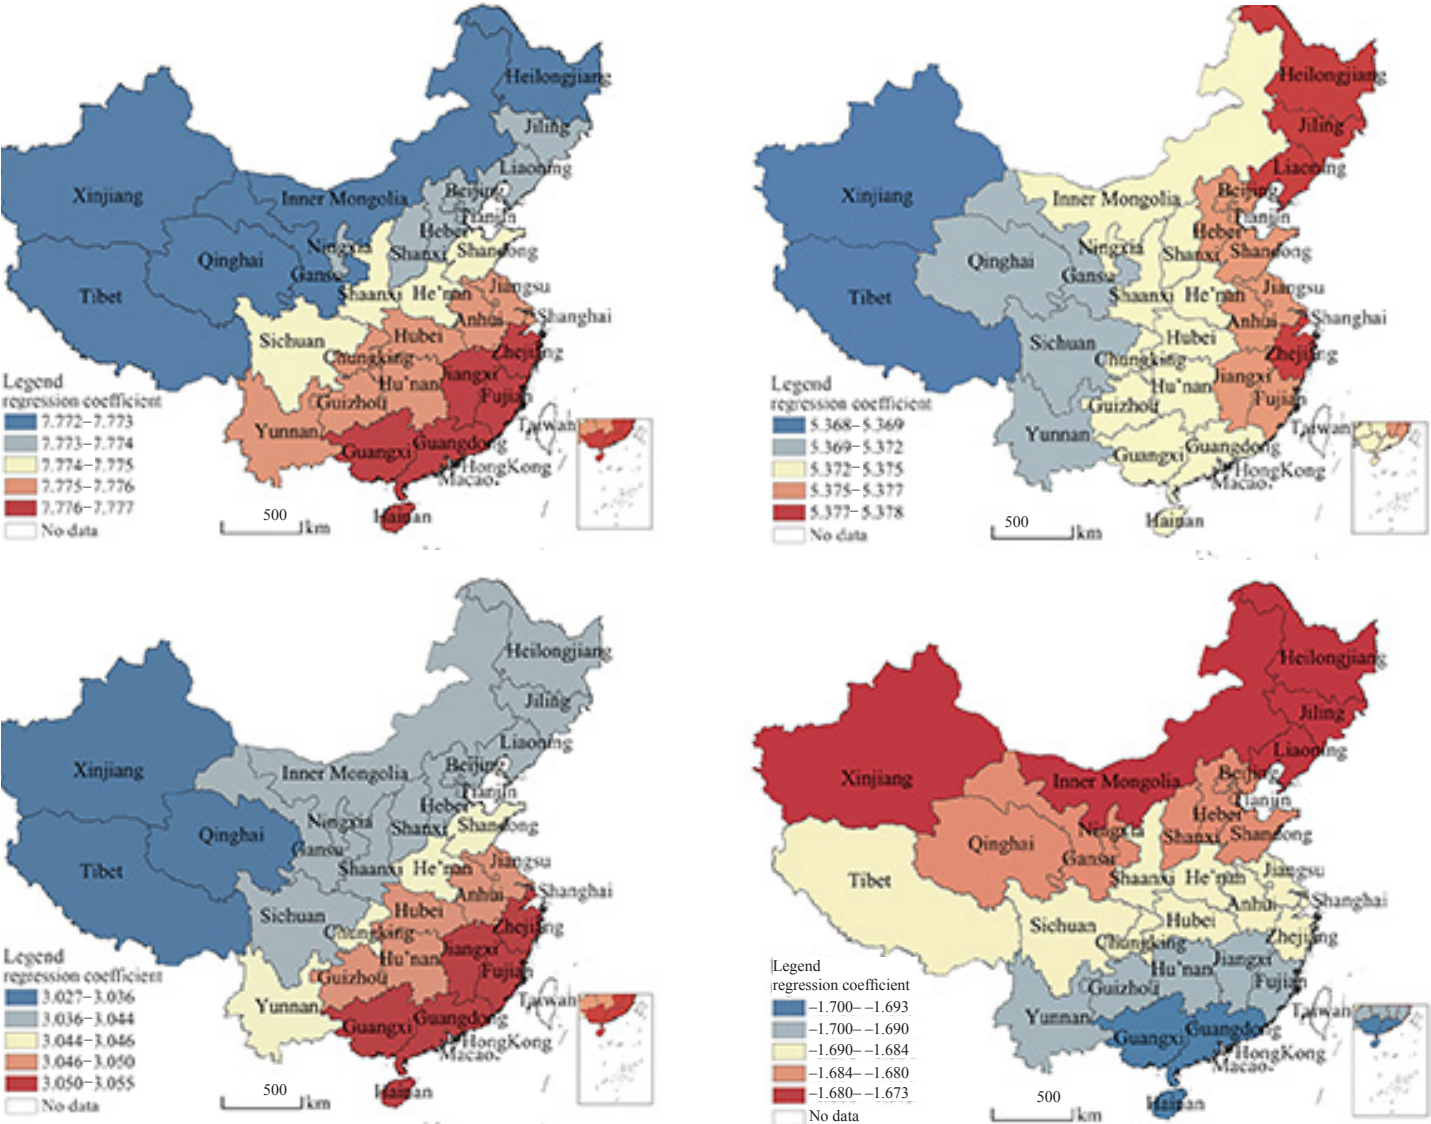 Heilongjiang
Jiling
Liaoning
Beijing
Tianjin
Hebei
Inner Mongolia
Xinjiang
Ningxia
Shanxi
Shandong
Qinghai
Gansu
Tibet
Shaanxi
He'nan
Jiangsu
Anhui
Shanghai
Sichuan
Hubei
Chungking
Zhejiang
Hu'nan
Jiangxi
Fujian
Guizhou
Yunnan
Guangxi
Guangdong
Taiwan
HongKong
Macao
Hainan
Legend
regression coefficient
7.772–7.773
7.773–7.774
7.774–7.775
7.775–7.776
7.776–7.777
No data
500
km
Heilongjiang
Jiling
Liaoning
Beijing
Tianjin
Hebei
Inner Mongolia
Xinjiang
Ningxia
Shanxi
Shandong
Qinghai
Gansu
Tibet
Shaanxi
He'nan
Jiangsu
Anhui
Shanghai
Sichuan
Hubei
Chungking
Zhejiang
Hu'nan
Jiangxi
Fujian
Guizhou
Yunnan
Guangxi
Guangdong
Taiwan
HongKong
Macao
Hainan
Legend
regression coefficient
5.368–5.369
5.369–5.372
5.372–5.375
5.375–5.377
5.377–5.378
No data
500
km
Heilongjiang
Jiling
Liaoning
Beijing
Tianjin
Hebei
Inner Mongolia
Xinjiang
Ningxia
Shanxi
Shandong
Qinghai
Gansu
Tibet
Shaanxi
He'nan
Jiangsu
Anhui
Shanghai
Sichuan
Hubei
Chungking
Zhejiang
Hu'nan
Jiangxi
Fujian
Guizhou
Yunnan
Guangxi
Guangdong
Taiwan
HongKong
Macao
Hainan
Legend
regression coefficient
3.027–3.036
3.036–3.044
3.044–3.046
3.046–3.050
3.050–3.055
No data
500
km
Heilongjiang
Jiling
Liaoning
Beijing
Tianjin
Hebei
Inner Mongolia
Xinjiang
Ningxia
Shanxi
Shandong
Qinghai
Gansu
Tibet
Shaanxi
He'nan
Jiangsu
Anhui
Shanghai
Sichuan
Hubei
Chungking
Zhejiang
Hu'nan
Jiangxi
Fujian
Guizhou
Yunnan
Guangxi
Guangdong
Taiwan
HongKong
Macao
Hainan
Legend
regression coefficient
–1.700– –1.693
–1.700– –1.690
–1.690– –1.684
–1.684– –1.680
–1.680– –1.673
No data
500
km